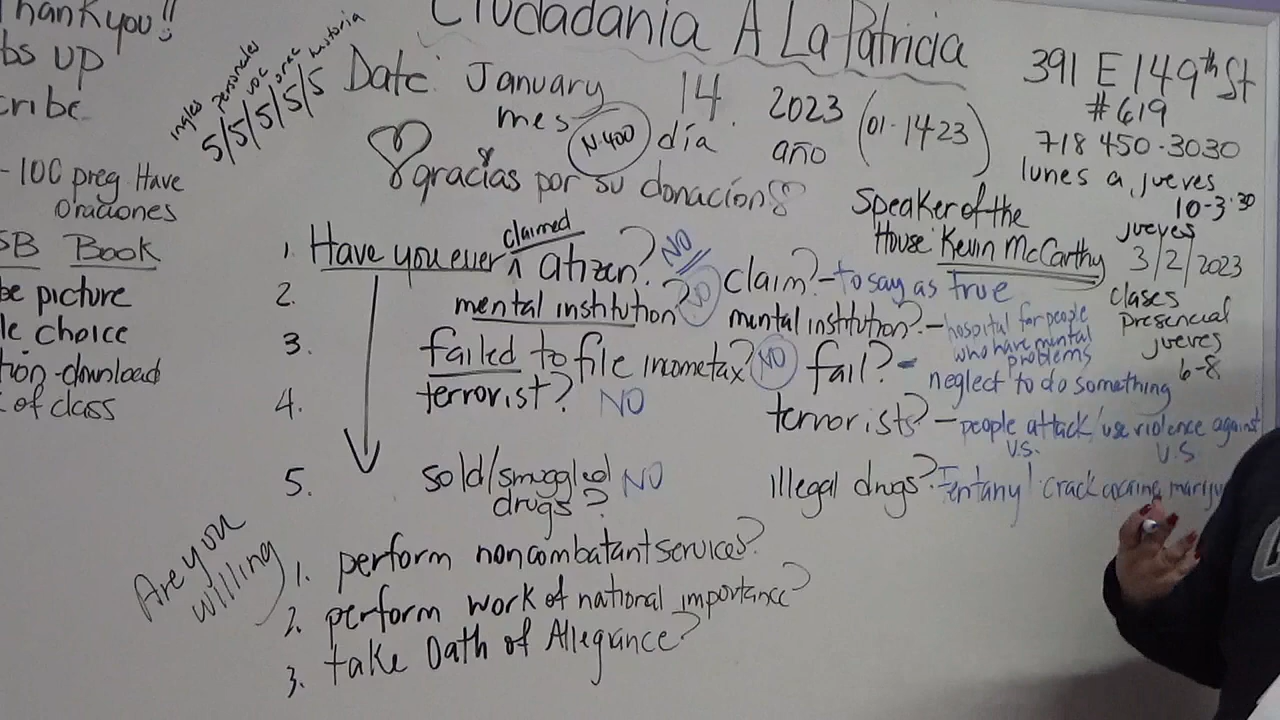 Thank you!!
bs up
cribe
- 100 preg. Have
Oraciones
SB Book
be picture
le choice
tion-download
of class
ingles personales voc orac historia
5/5/5/5/5
Ciudadania A La Patricia
Date: January 14. 2023 (01-14-23)
mes N-400 día año
gracias por su donación
1. Have you ever claimed citizen? NO
2. mental institution? NO
3. failed to file income tax? NO
4. terrorist? NO
5. sold/smuggled NO
drugs?
Are you
willing
1. perform noncombatant services?
2. perform work of national importance?
3. take Oath of Allegrance?
Speaker of the
House: Kevin McCarthy
claim? - to say as true
mental institution? - hospital for people
who have mental
problems
fail? - neglect to do something
terrorists? - people attack/use violence against
U.S. U.S.
Illegal drugs? Fentanyl crack cocaine mariju
391 E 149th St
#619
718 450-3030
lunes a jueves
10-3:30
jueves
3/2/2023
clases
presencial
jueves
6-8